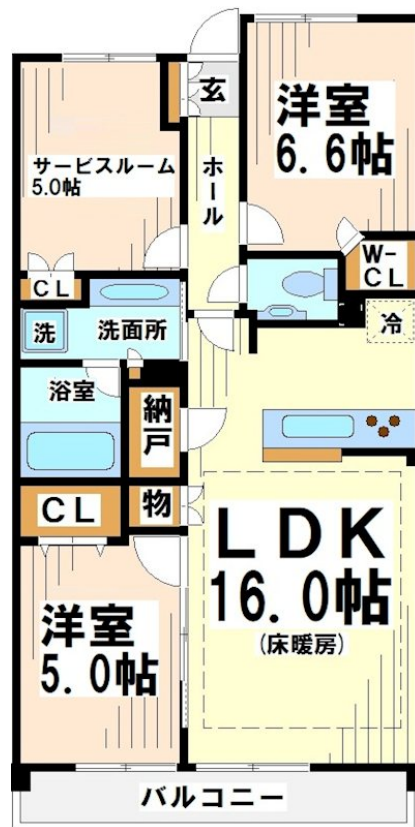 玄
洋室
6.6帖
サービスルーム
5.0帖
ホール
W-
CL
CL
冷
洗
洗面所
浴室
納戸
CL
物
LDK
16.0帖
(床暖房)
洋室
5.0帖
バルコニー